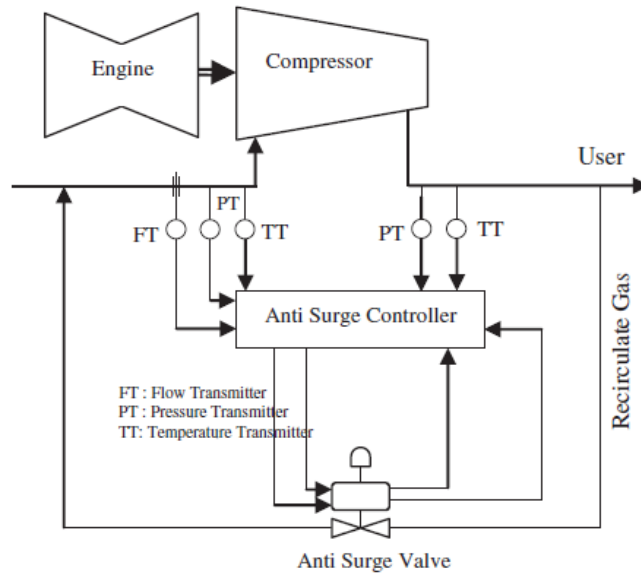 Engine
Compressor
User
PT
FT
TT
PT
TT
Anti Surge Controller
Recirculate Gas
FT : Flow Transmitter
PT : Pressure Transmitter
TT: Temperature Transmitter
Anti Surge Valve